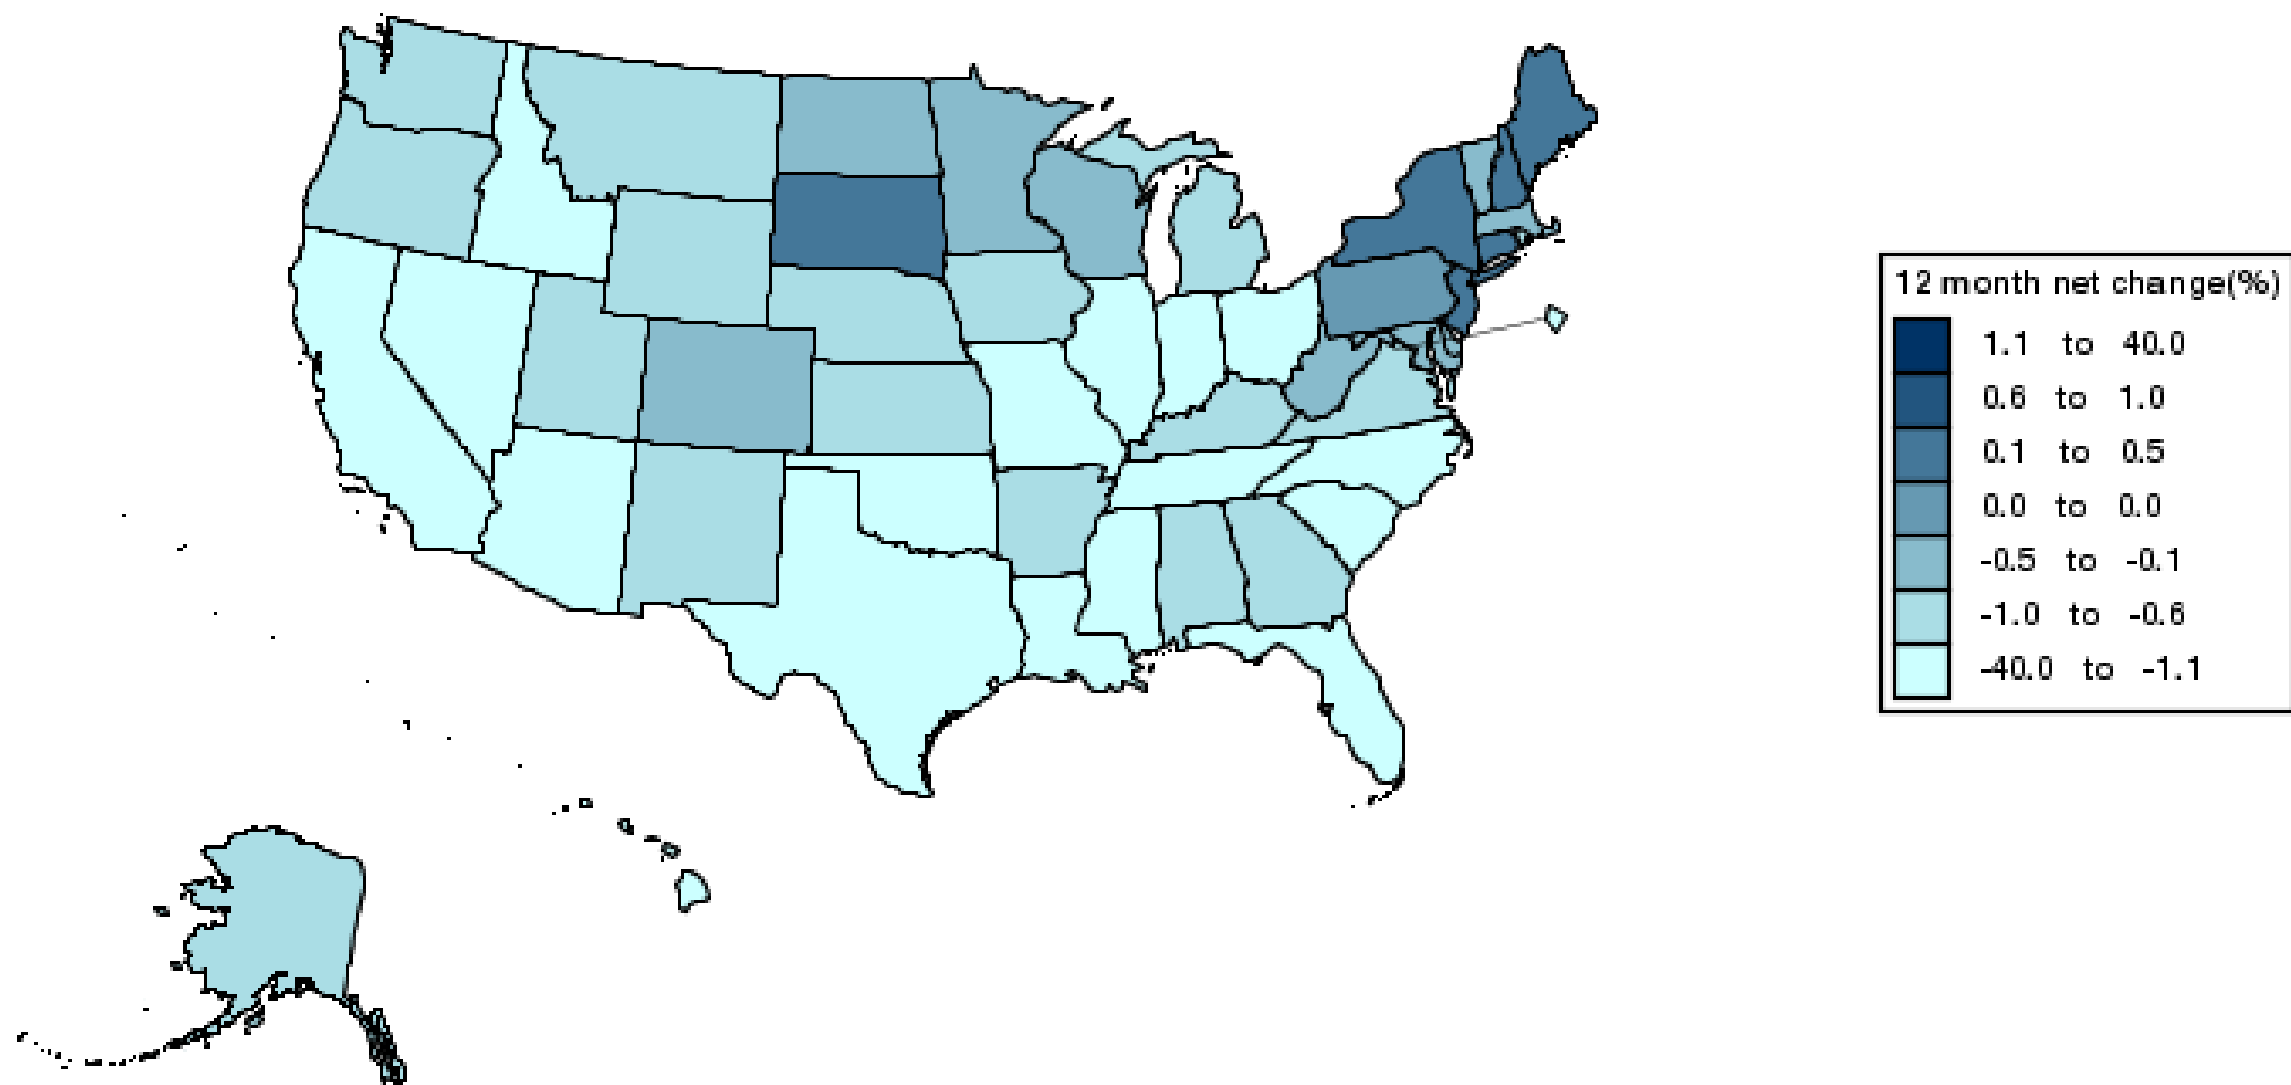 12 month net change(%)
1.1 to 40.0
0.6 to 1.0
0.1 to 0.5
0.0 to 0.0
-0.5 to -0.1
-1.0 to -0.6
-40.0 to -1.1